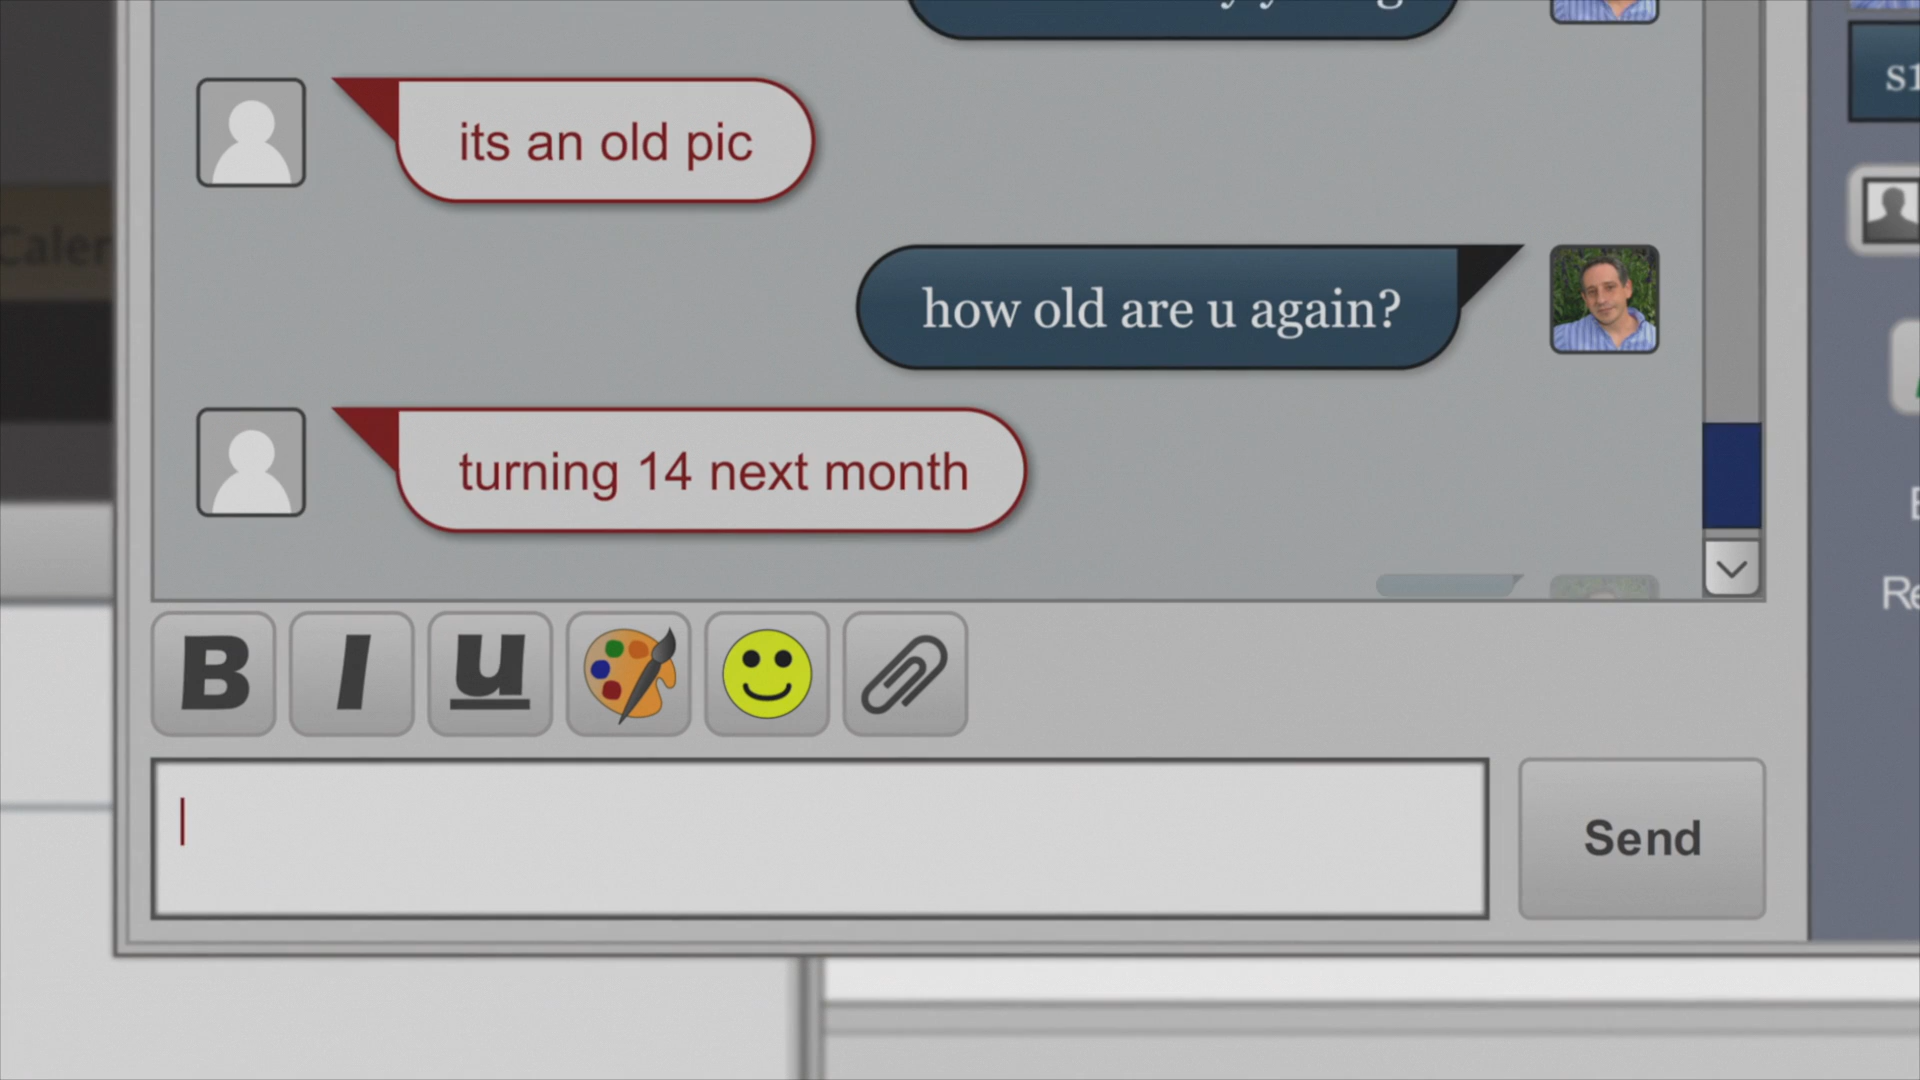 its an old pic
how old are u again?
turning 14 next month
B I u
Send